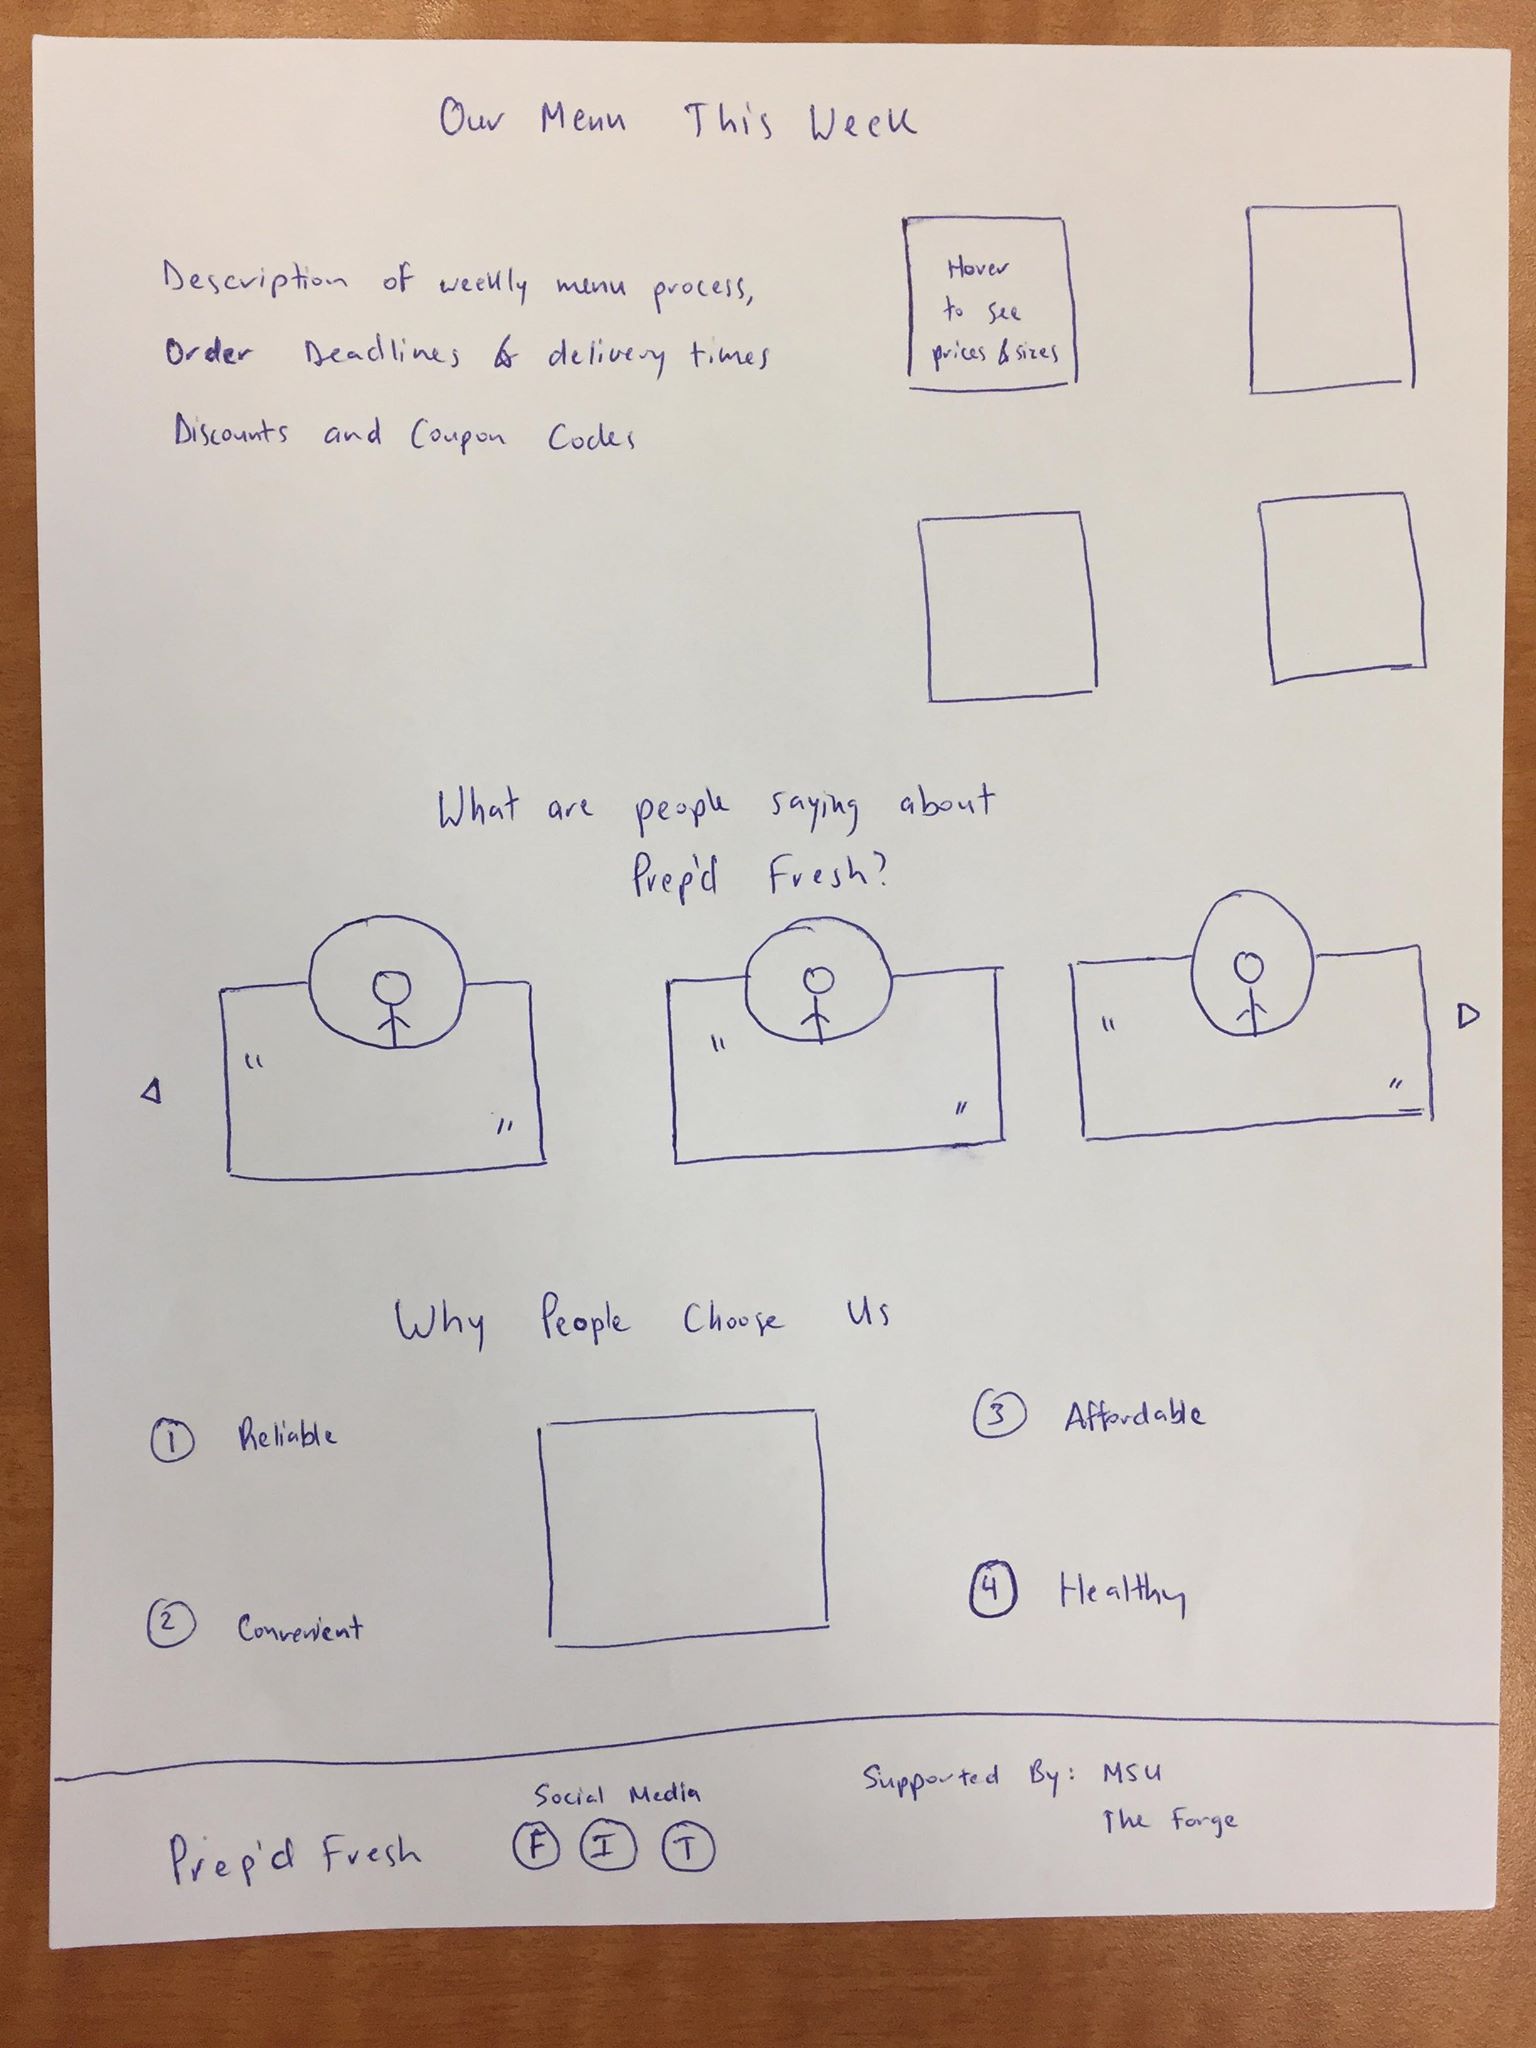 Our Menu This Week
Description of weekly menu process,
Order Deadlines & delivery times
Discounts and Coupon Codes
Hover
to see
prices & sizes
What are people saying about
Prep'd Fresh?
" "
" "
" "
Why People Choose Us
1 Reliable
2 Convenient
3 Affordable
4 Healthy
Prep'd Fresh
Social Media
F I T
Supported By: MSU
The Forge